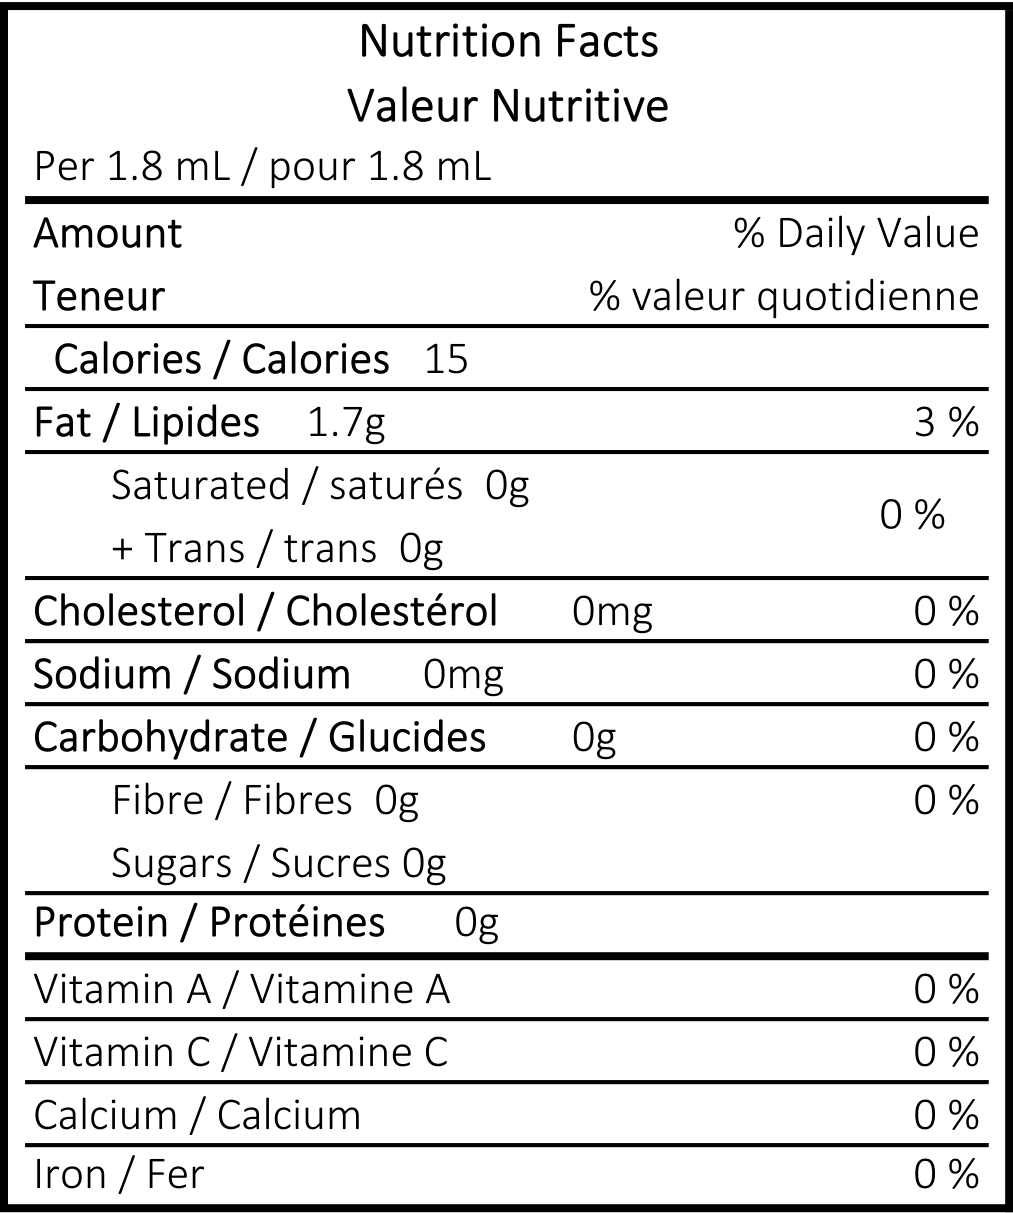 Nutrition Facts
Valeur Nutritive
Per 1.8 mL / pour 1.8 mL
Amount % Daily Value
Teneur % valeur quotidienne
Calories / Calories 15
Fat / Lipides 1.7g 3 %
Saturated / saturés 0g
0 %
+ Trans / trans 0g
Cholesterol / Cholestérol 0mg 0 %
Sodium / Sodium 0mg 0 %
Carbohydrate / Glucides 0g 0 %
Fibre / Fibres 0g 0 %
Sugars / Sucres 0g
Protein / Protéines 0g
Vitamin A / Vitamine A 0 %
Vitamin C / Vitamine C 0 %
Calcium / Calcium 0 %
Iron / Fer 0 %